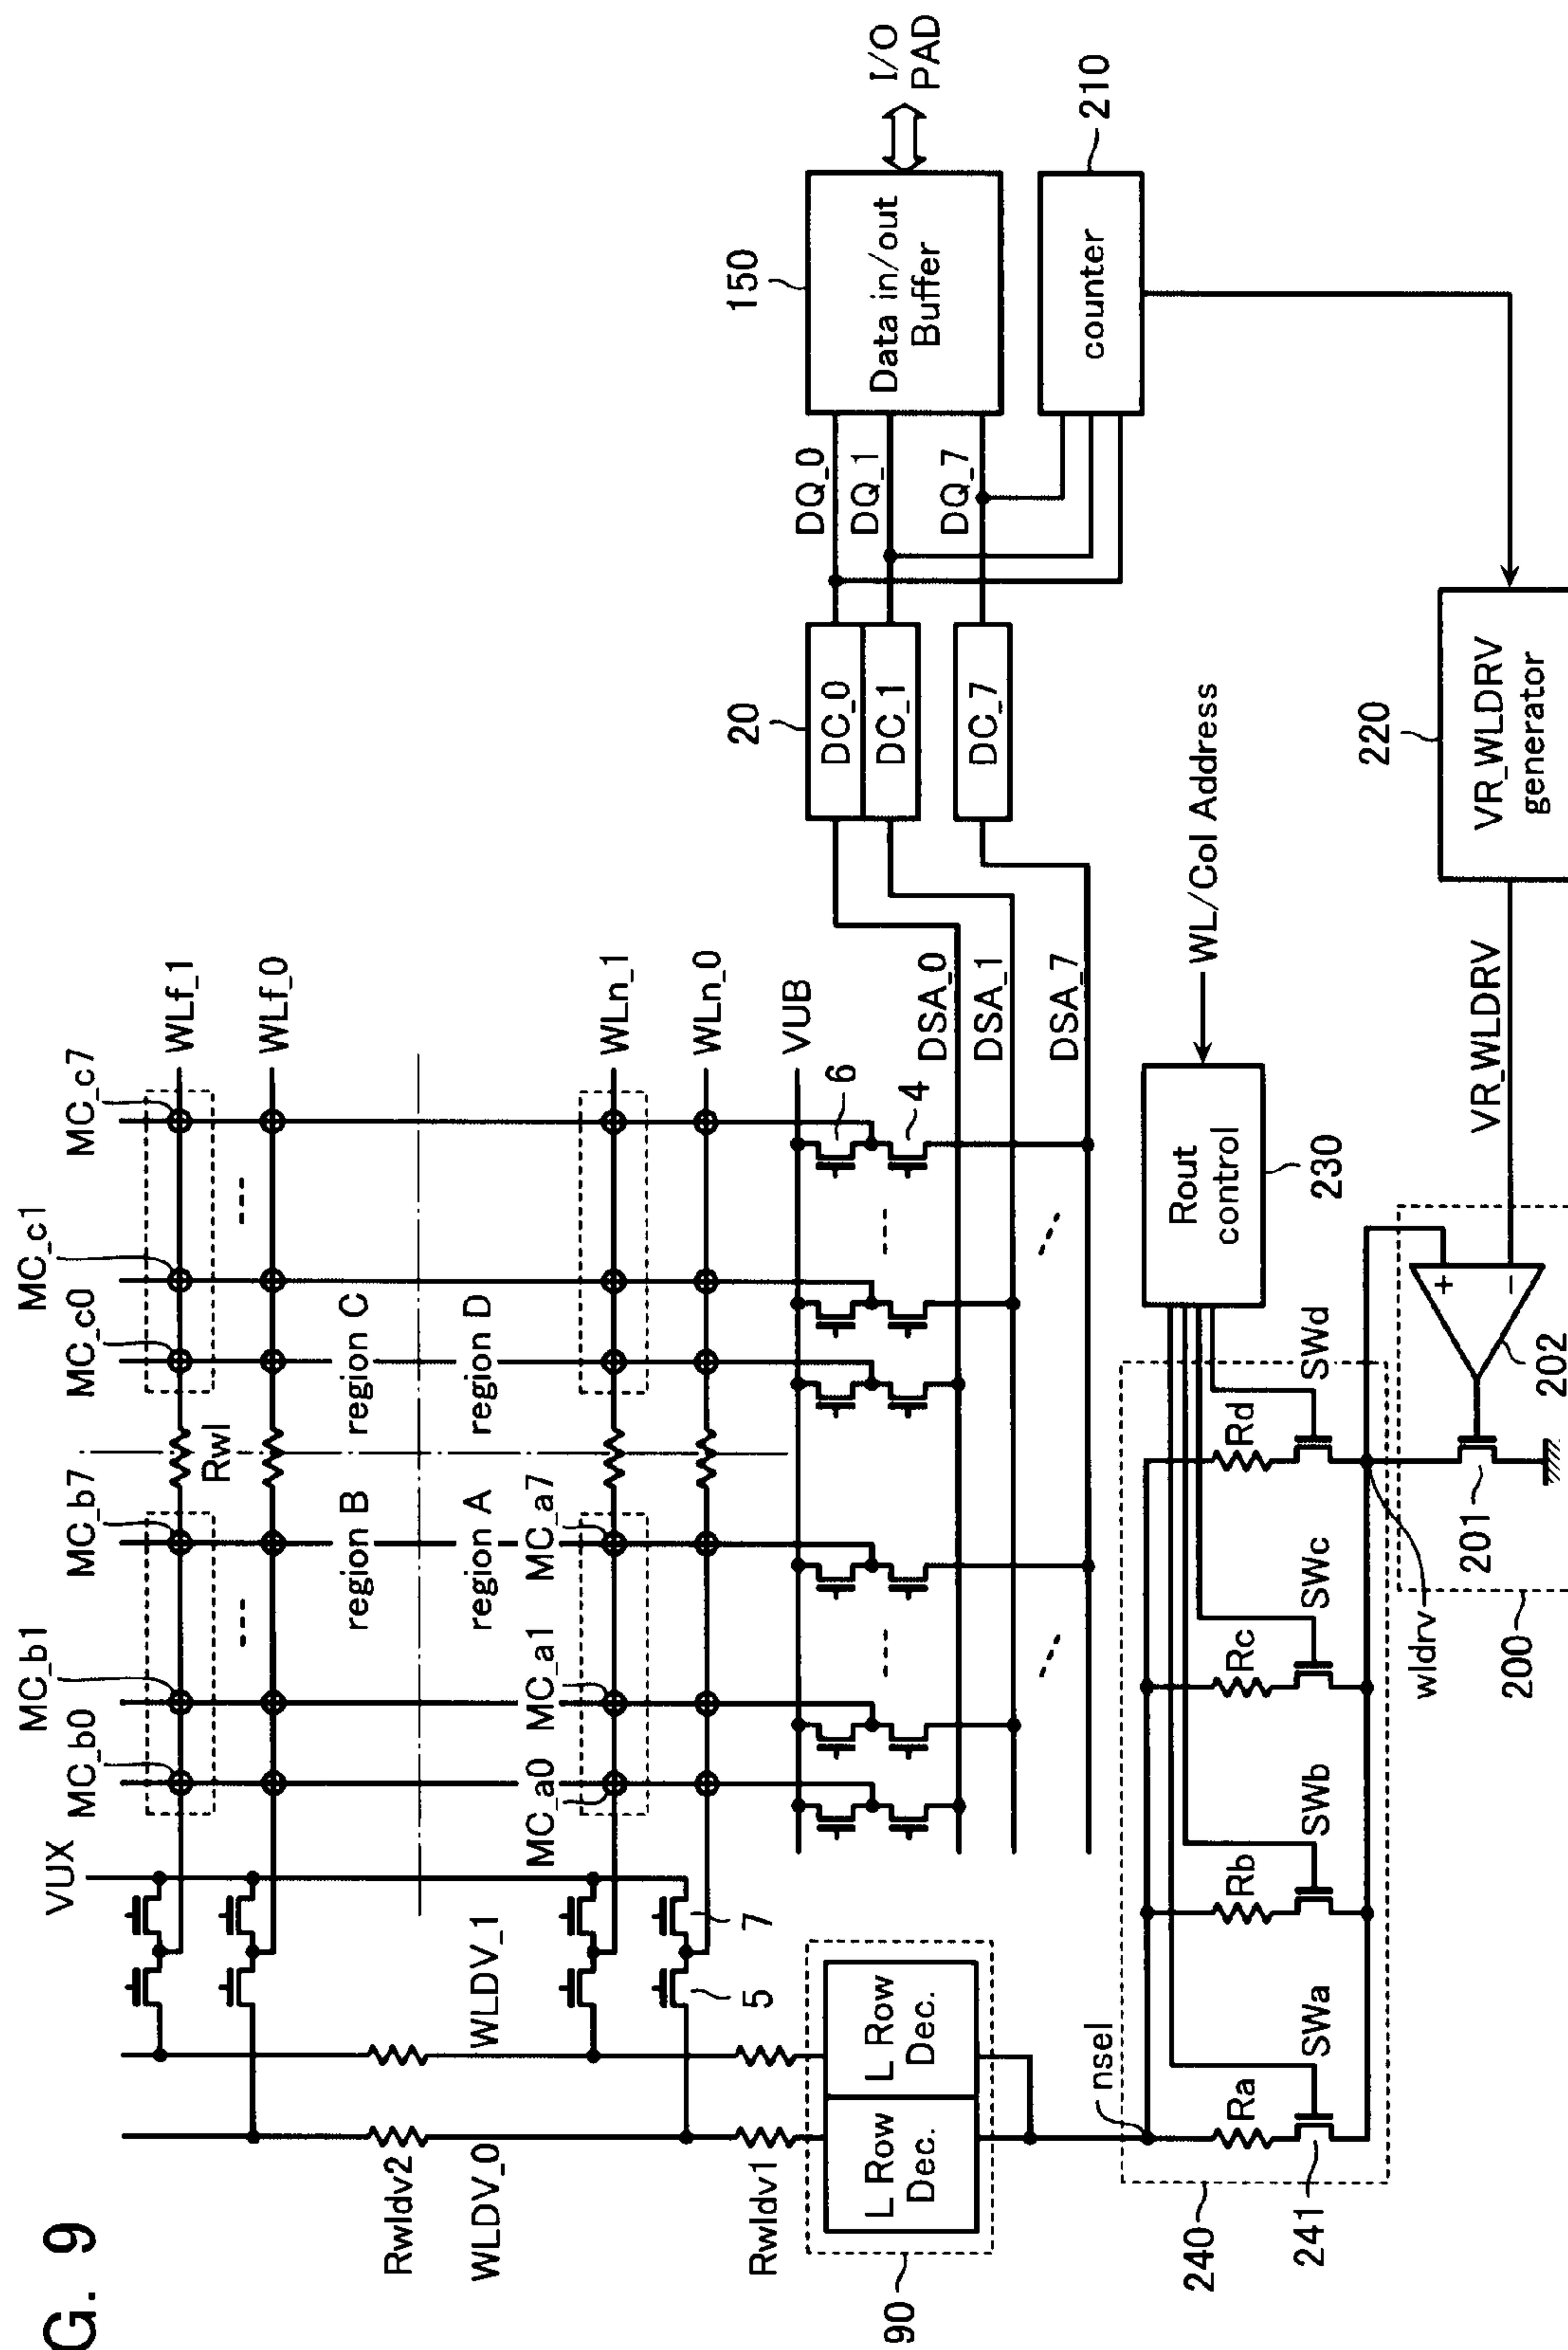 G. 9
VUX
MC_b0
MC_b1
MC_b7
MC_c0
MC_c1
MC_c7
WLf_1
WLf_0
Rwl
region B
region C
region A
region D
Rwldv2
WLDV_1
WLDV_0
MC_a0
MC_a1
MC_a7
WLn_1
WLn_0
7
5
Rwldv1
VUB
6
4
DSA_0
DSA_1
DSA_7
90
L Row
Dec.
L Row
Dec.
20
DC_0
DC_1
DC_7
DQ_0
DQ_1
DQ_7
150
Data in/out
Buffer
I/O
PAD
counter
210
nsel
240
241
Ra
SWa
Rb
SWb
Rc
SWc
Rd
SWd
Rout
control
230
WL/Col Address
wldrv
200
201
202
+
−
VR_WLDRV
220
VR_WLDRV
generator